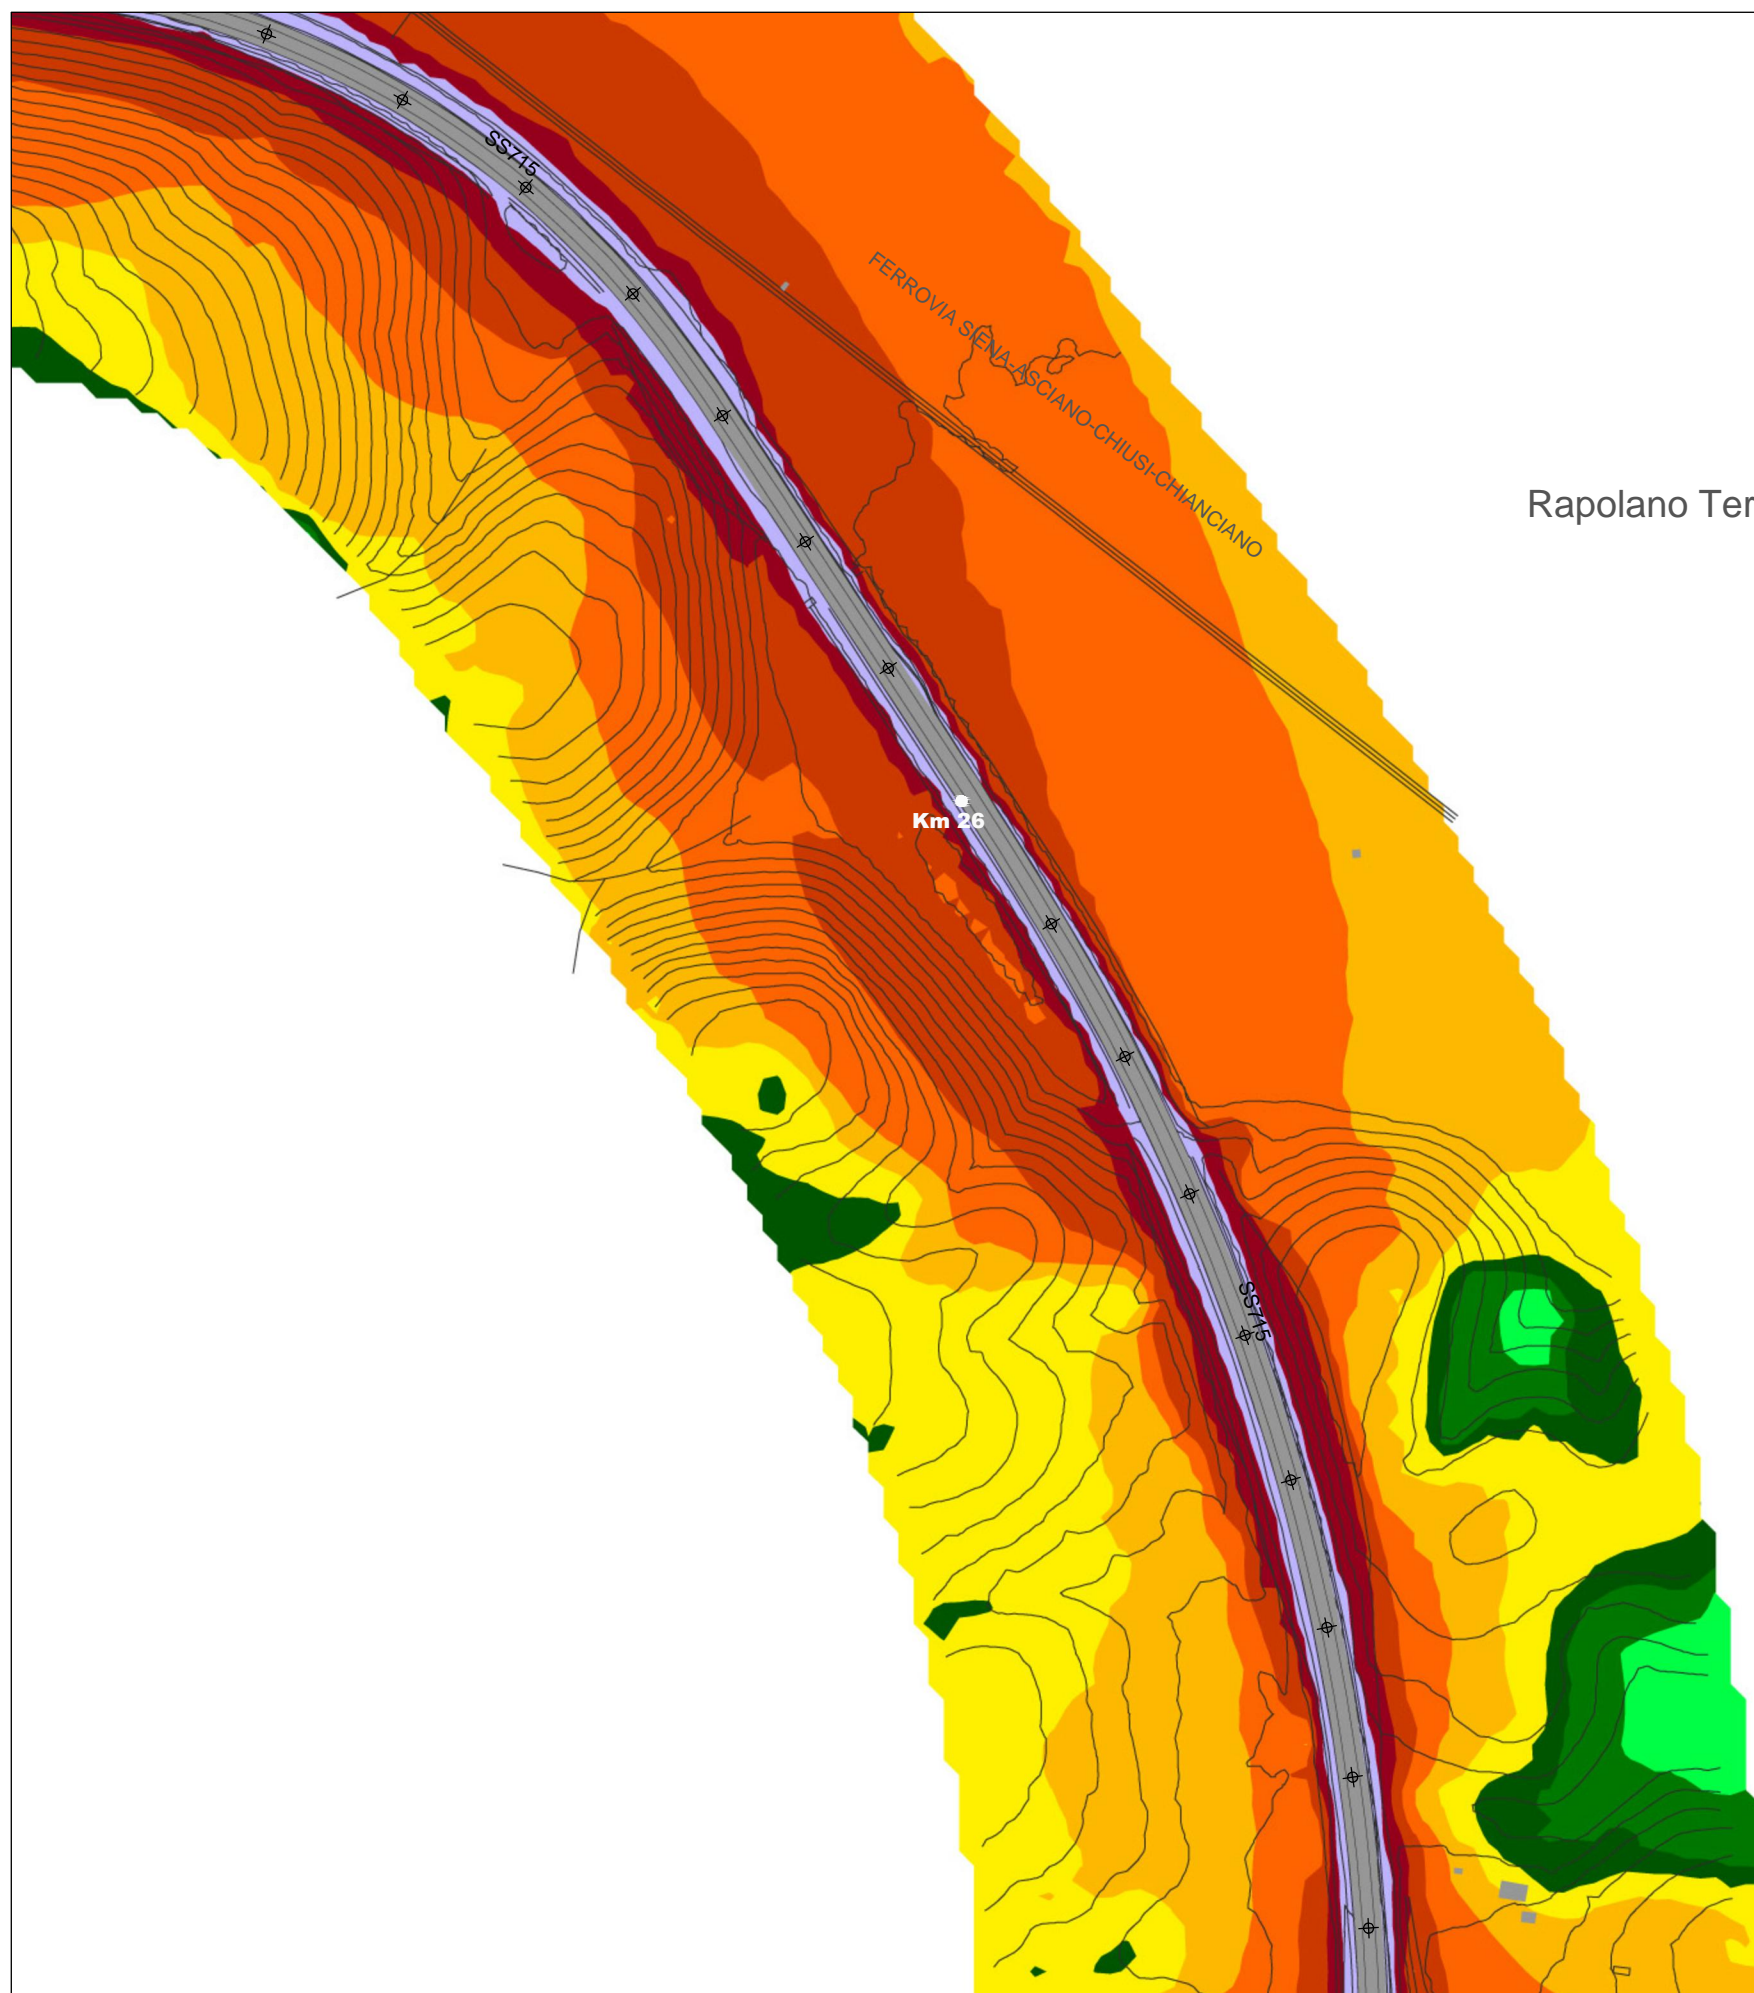 SS715
FERROVIA SIENA-ASCIANO-CHIUSI-CHIANCIANO
Rapolano Ter
Km 26
SS715